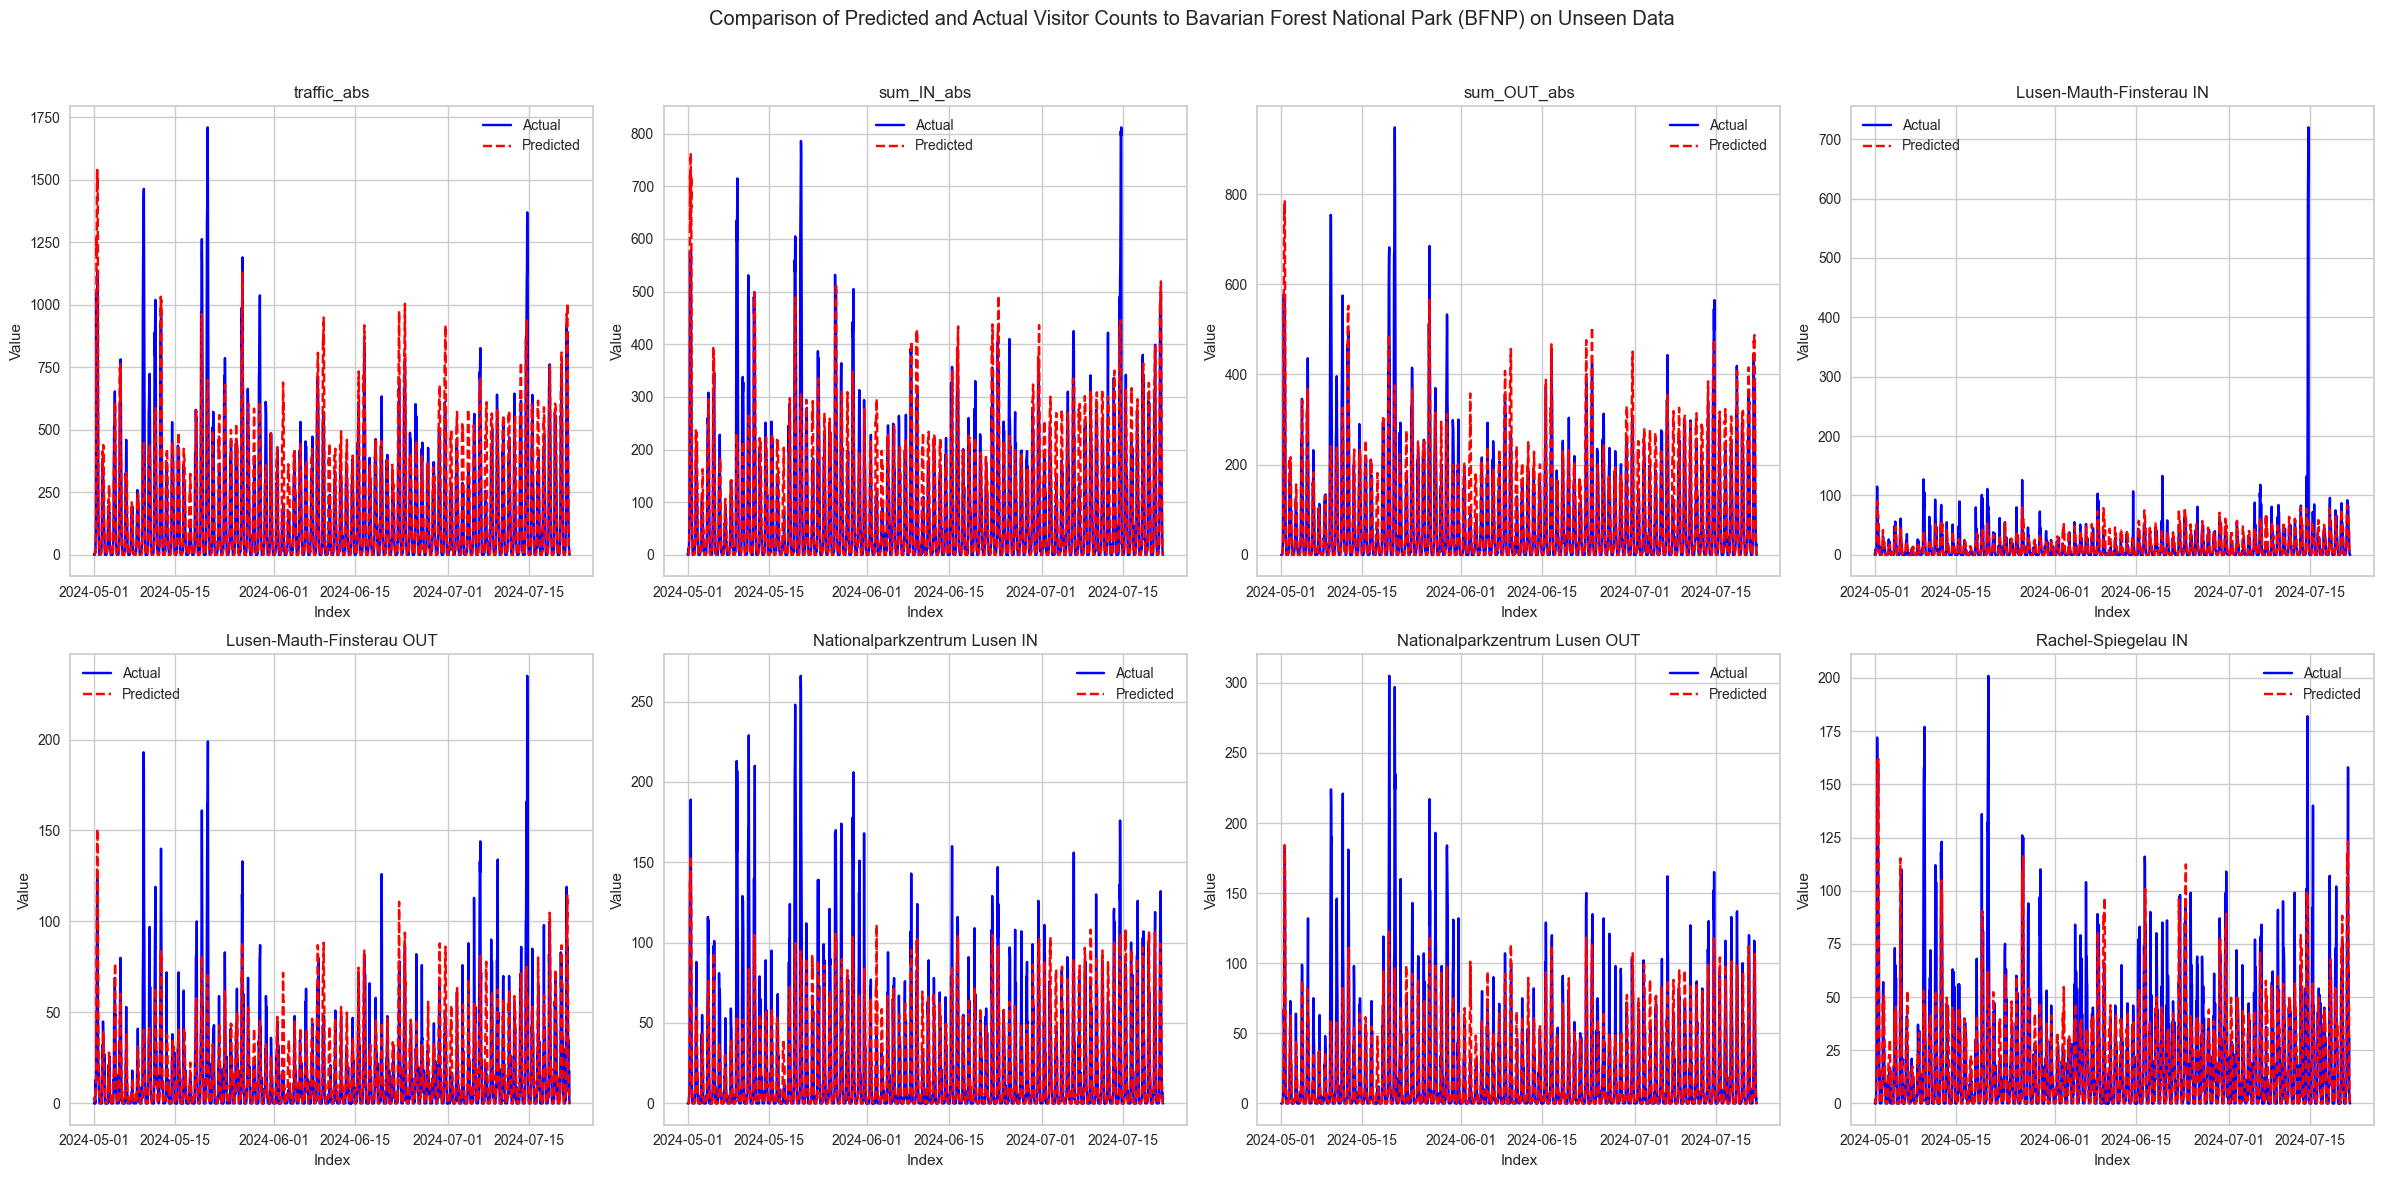 Comparison of Predicted and Actual Visitor Counts to Bavarian Forest National Park (BFNP) on Unseen Data
traffic_abs
Actual
Predicted
1750
1500
1250
1000
750
500
250
0
Value
2024-05-01 2024-05-15 2024-06-01 2024-06-15 2024-07-01 2024-07-15
Index
sum_IN_abs
Actual
Predicted
800
700
600
500
400
300
200
100
0
Value
2024-05-01 2024-05-15 2024-06-01 2024-06-15 2024-07-01 2024-07-15
Index
sum_OUT_abs
Actual
Predicted
800
600
400
200
0
Value
2024-05-01 2024-05-15 2024-06-01 2024-06-15 2024-07-01 2024-07-15
Index
Lusen-Mauth-Finsterau IN
Actual
Predicted
700
600
500
400
300
200
100
0
Value
2024-05-01 2024-05-15 2024-06-01 2024-06-15 2024-07-01 2024-07-15
Index
Lusen-Mauth-Finsterau OUT
Actual
Predicted
200
150
100
50
0
Value
2024-05-01 2024-05-15 2024-06-01 2024-06-15 2024-07-01 2024-07-15
Index
Nationalparkzentrum Lusen IN
Actual
Predicted
250
200
150
100
50
0
Value
2024-05-01 2024-05-15 2024-06-01 2024-06-15 2024-07-01 2024-07-15
Index
Nationalparkzentrum Lusen OUT
Actual
Predicted
300
250
200
150
100
50
0
Value
2024-05-01 2024-05-15 2024-06-01 2024-06-15 2024-07-01 2024-07-15
Index
Rachel-Spiegelau IN
Actual
Predicted
200
175
150
125
100
75
50
25
0
Value
2024-05-01 2024-05-15 2024-06-01 2024-06-15 2024-07-01 2024-07-15
Index